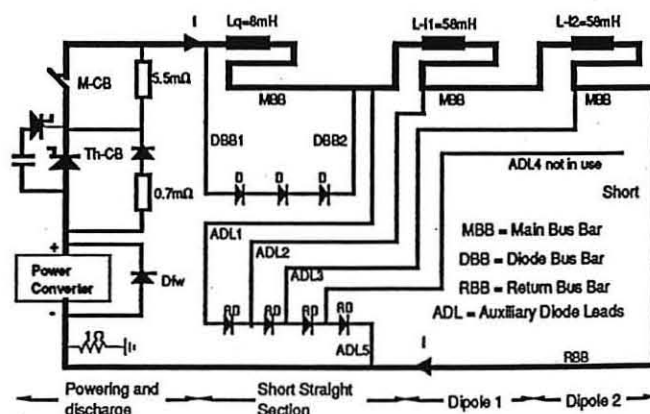 I
Lq=8mH
L-I1=58mH
L-I2=58mH
M-CB
5.5mΩ
MBB
MBB
MBB
DBB1
DBB2
Th-CB
ADL4 not in use
D D D
0.7mΩ
Short
ADL1
ADL2
ADL3
MBB = Main Bus Bar
DBB = Diode Bus Bar
RBB = Return Bus Bar
ADL = Auxiliary Diode Leads
+
Power
Converter
-
Dfw
RD RD RD RD
1Ω
ADL5
I
RBB
Powering and
discharge
Short Straight
Section
Dipole 1
Dipole 2